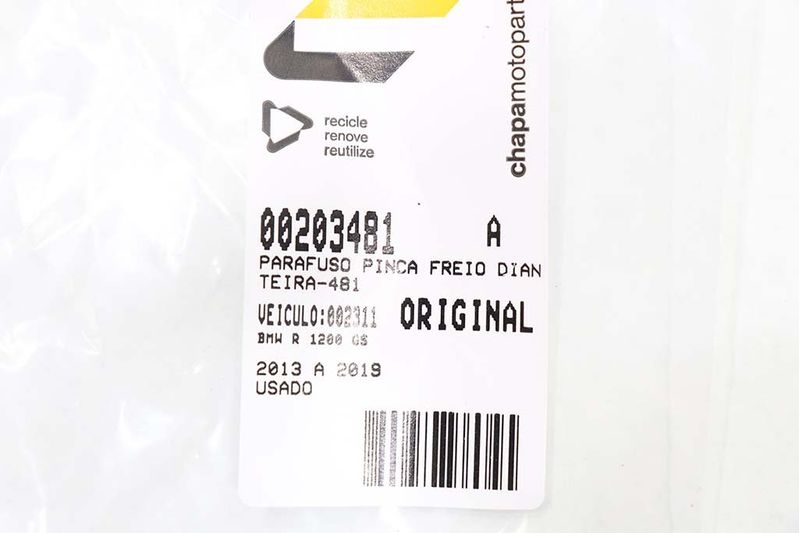 chapamotopart
recicle
renove
reutilize
00203481 A
PARAFUSO PINCA FREIO DIAN
TEIRA-481
VEICULO:002311 ORIGINAL
BMW R 1200 GS
2013 A 2019
USADO